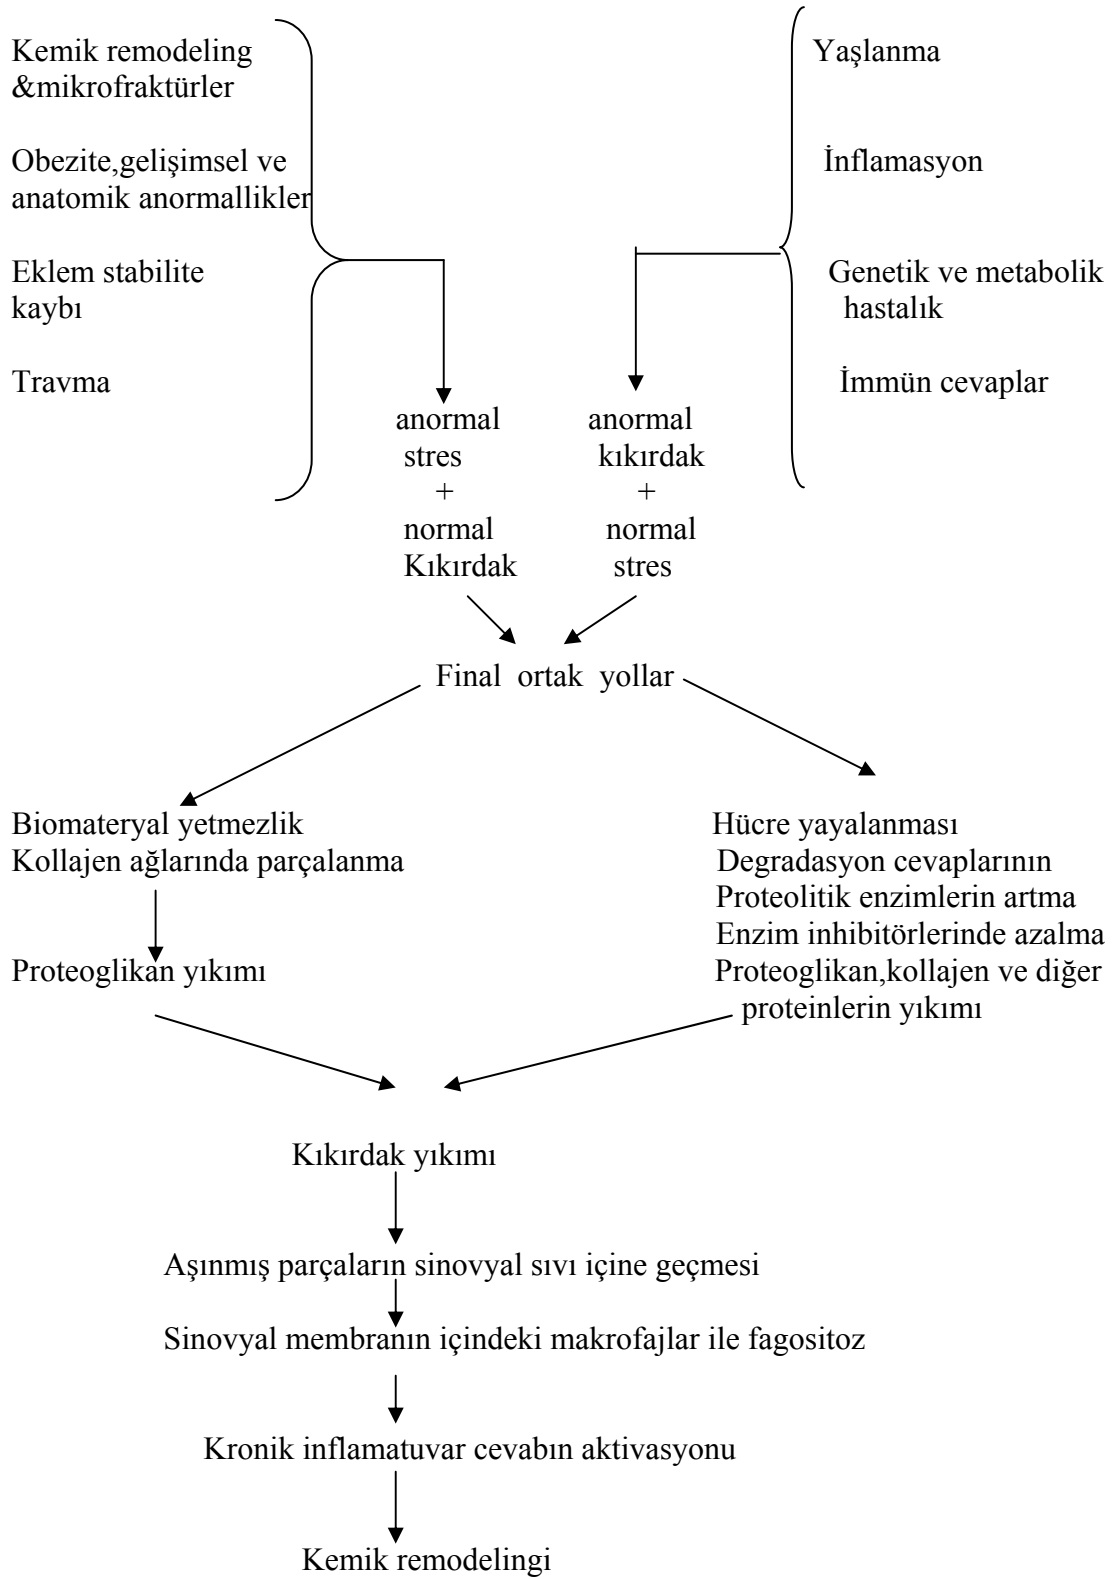 Kemik remodeling
&mikrofraktürler
Obezite,gelişimsel ve
anatomik anormallikler
Eklem stabilite
kaybı
Travma
Yaşlanma
İnflamasyon
Genetik ve metabolik
hastalık
İmmün cevaplar
anormal
stres
+
normal
Kıkırdak
anormal
kıkırdak
+
normal
stres
Final ortak yollar
Biomateryal yetmezlik
Kollajen ağlarında parçalanma
Proteoglikan yıkımı
Hücre yayalanması
Degradasyon cevaplarının
Proteolitik enzimlerin artma
Enzim inhibitörlerinde azalma
Proteoglikan,kollajen ve diğer
proteinlerin yıkımı
Kıkırdak yıkımı
Aşınmış parçaların sinovyal sıvı içine geçmesi
Sinovyal membranın içindeki makrofajlar ile fagositoz
Kronik inflamatuvar cevabın aktivasyonu
Kemik remodelingi